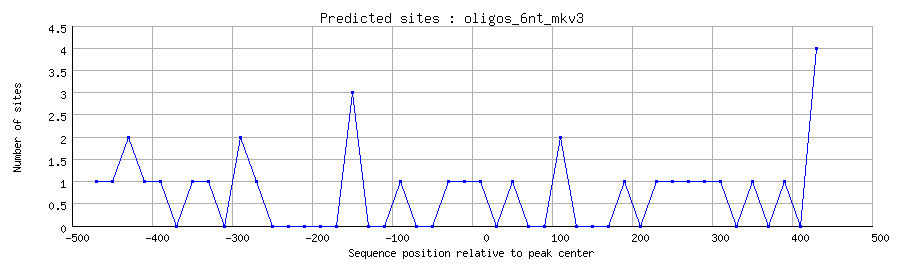 Predicted sites : oligos_6nt_mkv3
4.5
4
3.5
3
2.5
2
1.5
1
0.5
0
Number of sites
-500 -400 -300 -200 -100 0 100 200 300 400 500
Sequence position relative to peak center